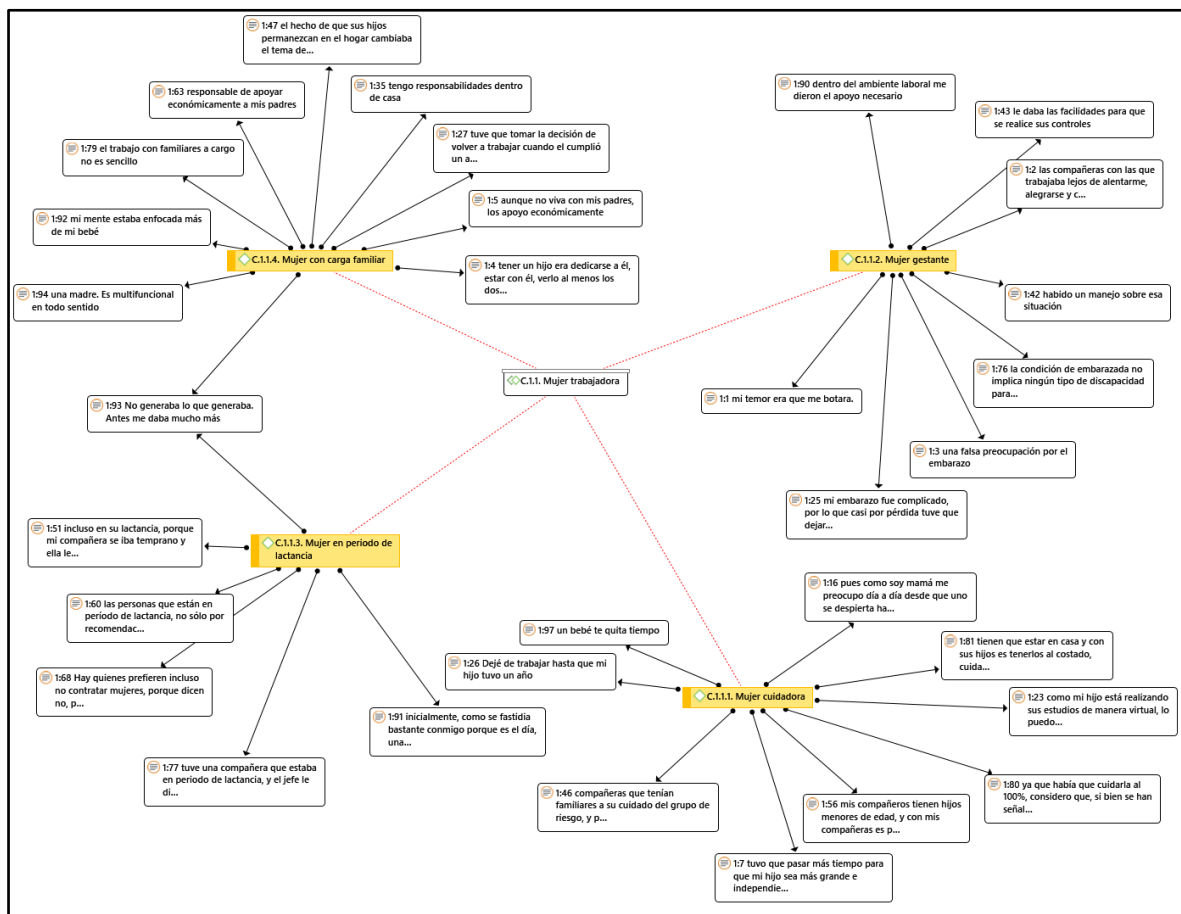 1:47 el hecho de que sus hijos
permanezcan en el hogar cambiaba
el tema de...
1:63 responsable de apoyar
económicamente a mis padres
1:35 tengo responsabilidades dentro
de casa
1:79 el trabajo con familiares a cargo
no es sencillo
1:27 tuve que tomar la decisión de
volver a trabajar cuando el cumplió
un a...
1:92 mi mente estaba enfocada más
de mi bebé
1:5 aunque no viva con mis padres,
los apoyo económicamente
C.1.1.4. Mujer con carga familiar
1:94 una madre. Es multifuncional
en todo sentido
1:4 tener un hijo era dedicarse a él,
estar con él, verlo al menos los
dos...
1:90 dentro del ambiente laboral me
dieron el apoyo necesario
1:43 le daba las facilidades para que
se realice sus controles
1:2 las compañeras con las que
trabajaba lejos de alentarme,
alegrarse y c...
C.1.1.2. Mujer gestante
1:42 habido un manejo sobre esa
situación
1:76 la condición de embarazada no
implica ningún tipo de discapacidad
para...
1:1 mi temor era que me botara.
1:3 una falsa preocupación por el
embarazo
1:25 mi embarazo fue complicado,
por lo que casi por pérdida tuve que
dejar...
C.1.1. Mujer trabajadora
1:93 No generaba lo que generaba.
Antes me daba mucho más
1:51 incluso en su lactancia, porque
mi compañera se iba temprano y
ella le...
C.1.1.3. Mujer en periodo de
lactancia
1:60 las personas que están en
período de lactancia, no sólo por
recomendac...
1:68 Hay quienes prefieren incluso
no contratar mujeres, porque dicen
no, p...
1:91 inicialmente, como se fastidia
bastante conmigo porque es el día,
una...
1:77 tuve una compañera que estaba
en periodo de lactancia, y el jefe le
di...
1:16 pues como soy mamá me
preocupo día a día desde que uno
se despierta ha...
1:97 un bebé te quita tiempo
1:81 tienen que estar en casa y con
sus hijos es tenerlos al costado,
cuida...
1:26 Dejé de trabajar hasta que mi
hijo tuvo un año
C.1.1.1. Mujer cuidadora
1:23 como mi hijo está realizando
sus estudios de manera virtual, lo
puedo...
1:46 compañeras que tenían
familiares a su cuidado del grupo de
riesgo, y p...
1:56 mis compañeros tienen hijos
menores de edad, y con mis
compañeras es p...
1:80 ya que había que cuidarla al
100%, considero que, si bien se han
señal...
1:7 tuvo que pasar más tiempo para
que mi hijo sea más grande e
independie...